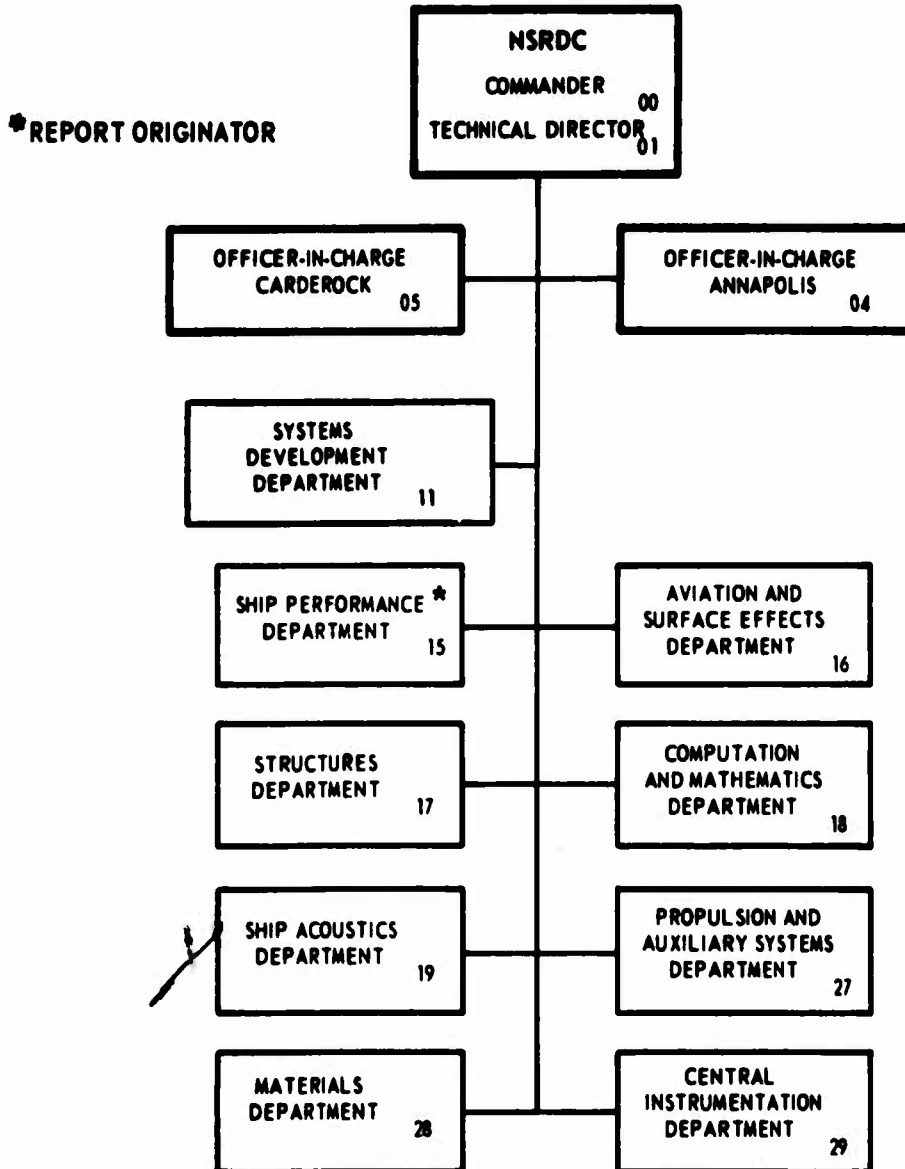 NSRDC
COMMANDER
00
TECHNICAL DIRECTOR
01
*REPORT ORIGINATOR
OFFICER-IN-CHARGE
CARDEROCK
05
OFFICER-IN-CHARGE
ANNAPOLIS
04
SYSTEMS
DEVELOPMENT
DEPARTMENT
11
SHIP PERFORMANCE *
DEPARTMENT
15
AVIATION AND
SURFACE EFFECTS
DEPARTMENT
16
STRUCTURES
DEPARTMENT
17
COMPUTATION
AND MATHEMATICS
DEPARTMENT
18
SHIP ACOUSTICS
DEPARTMENT
19
PROPULSION AND
AUXILIARY SYSTEMS
DEPARTMENT
27
MATERIALS
DEPARTMENT
28
CENTRAL
INSTRUMENTATION
DEPARTMENT
29